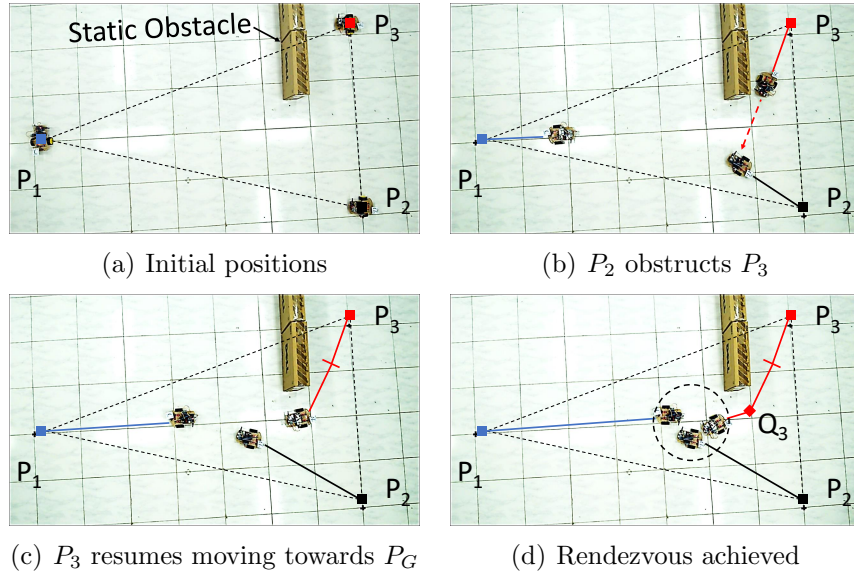 Static Obstacle
P₃
P₁
P₂
P₃
P₁
P₂
(a) Initial positions
(b) P₂ obstructs P₃
P₃
P₁
P₂
P₃
Q₃
P₁
P₂
(c) P₃ resumes moving towards P_G
(d) Rendezvous achieved